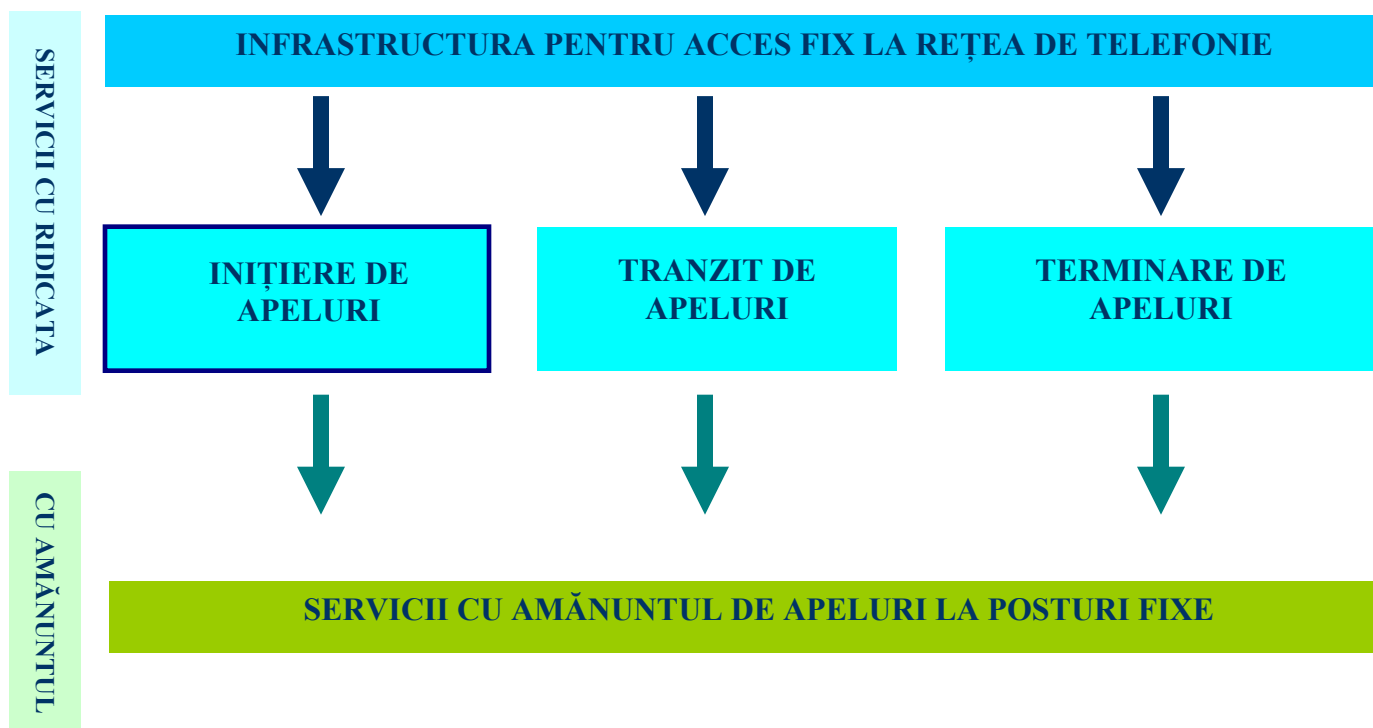 INFRASTRUCTURA PENTRU ACCES FIX LA REȚEA DE TELEFONIE
SERVICII CU RIDICATA
INIȚIERE DE
APELURI
TRANZIT DE
APELURI
TERMINARE DE
APELURI
CU AMĂNUNTUL
SERVICII CU AMĂNUNTUL DE APELURI LA POSTURI FIXE